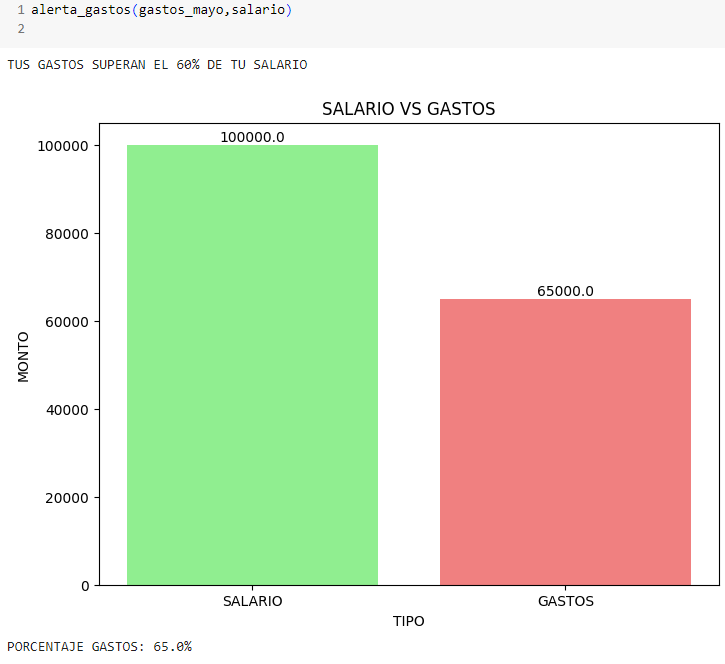 1 alerta_gastos(gastos_mayo,salario)
2
TUS GASTOS SUPERAN EL 60% DE TU SALARIO
SALARIO VS GASTOS
100000.0
100000
80000
65000.0
60000
MONTO
40000
20000
0
SALARIO GASTOS
TIPO
PORCENTAJE GASTOS: 65.0%